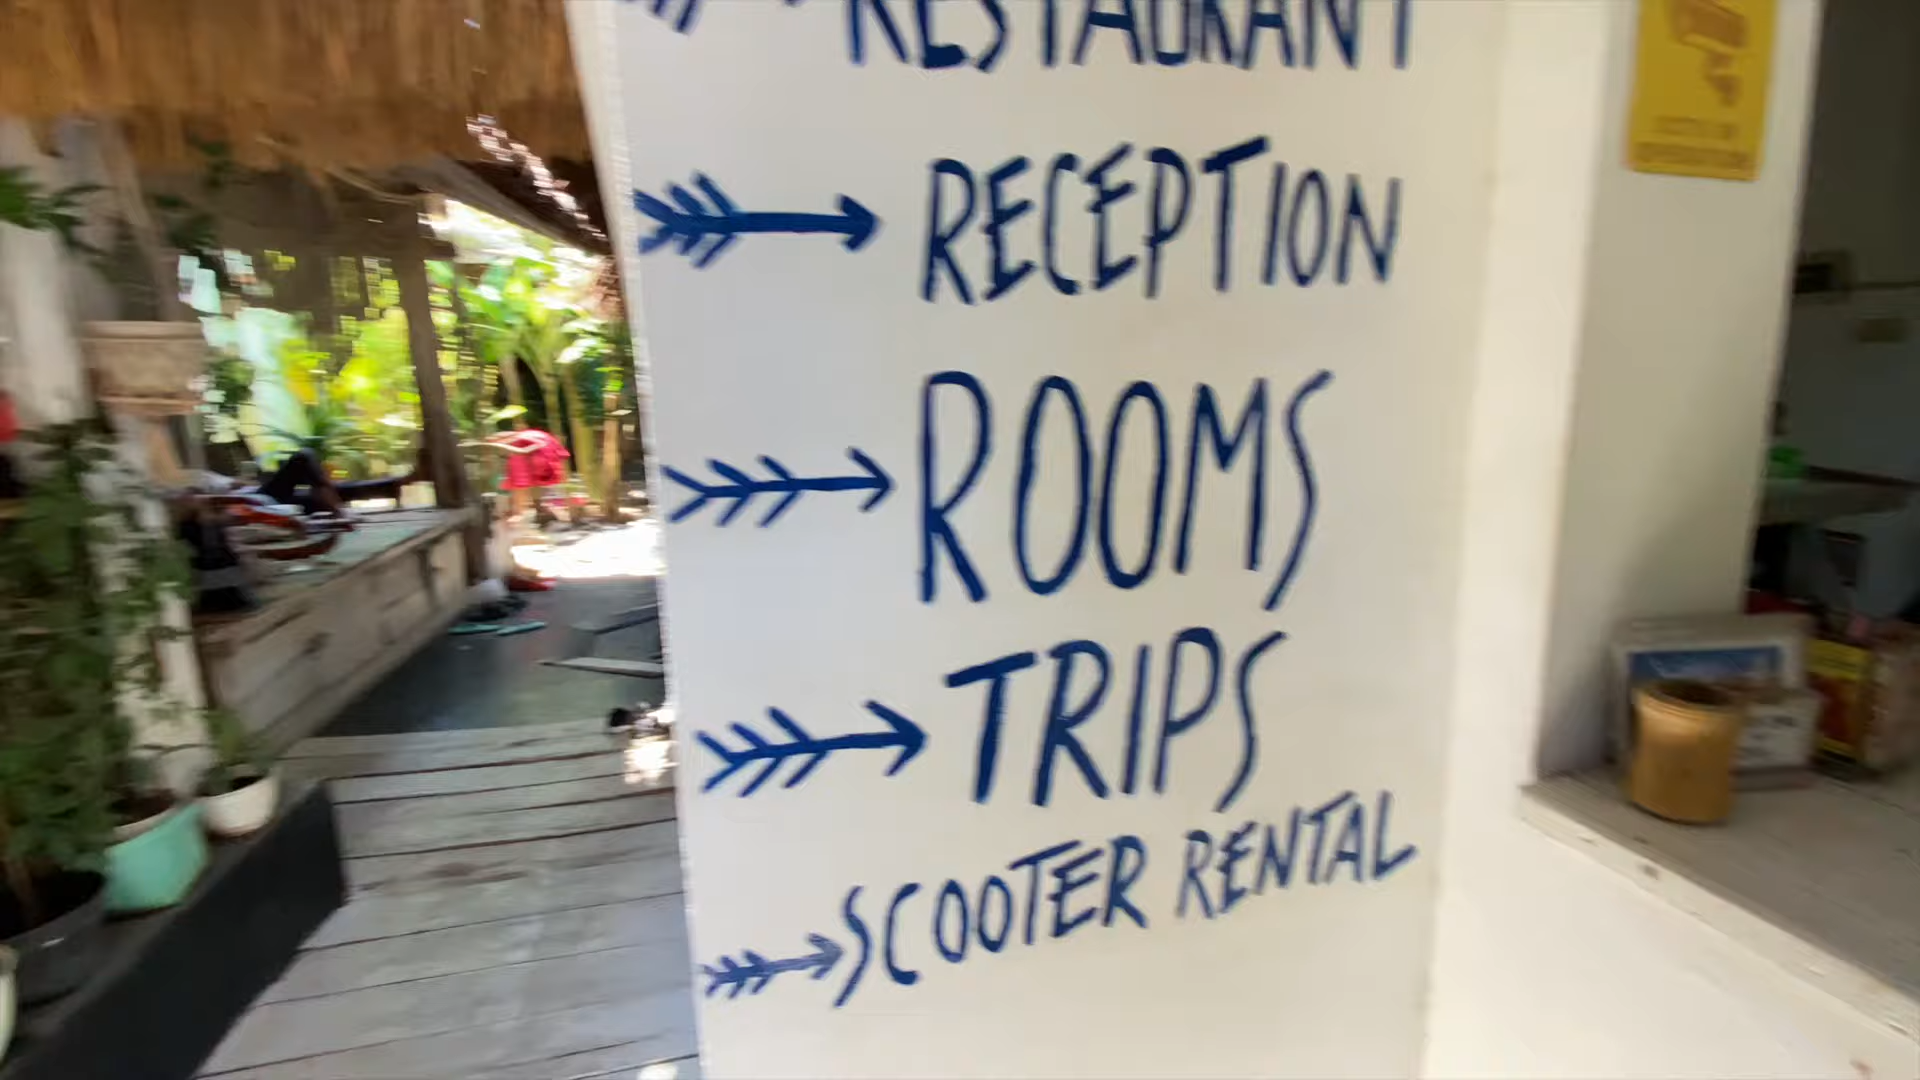 RESTAURANT
RECEPTION
ROOMS
TRIPS
SCOOTER RENTAL